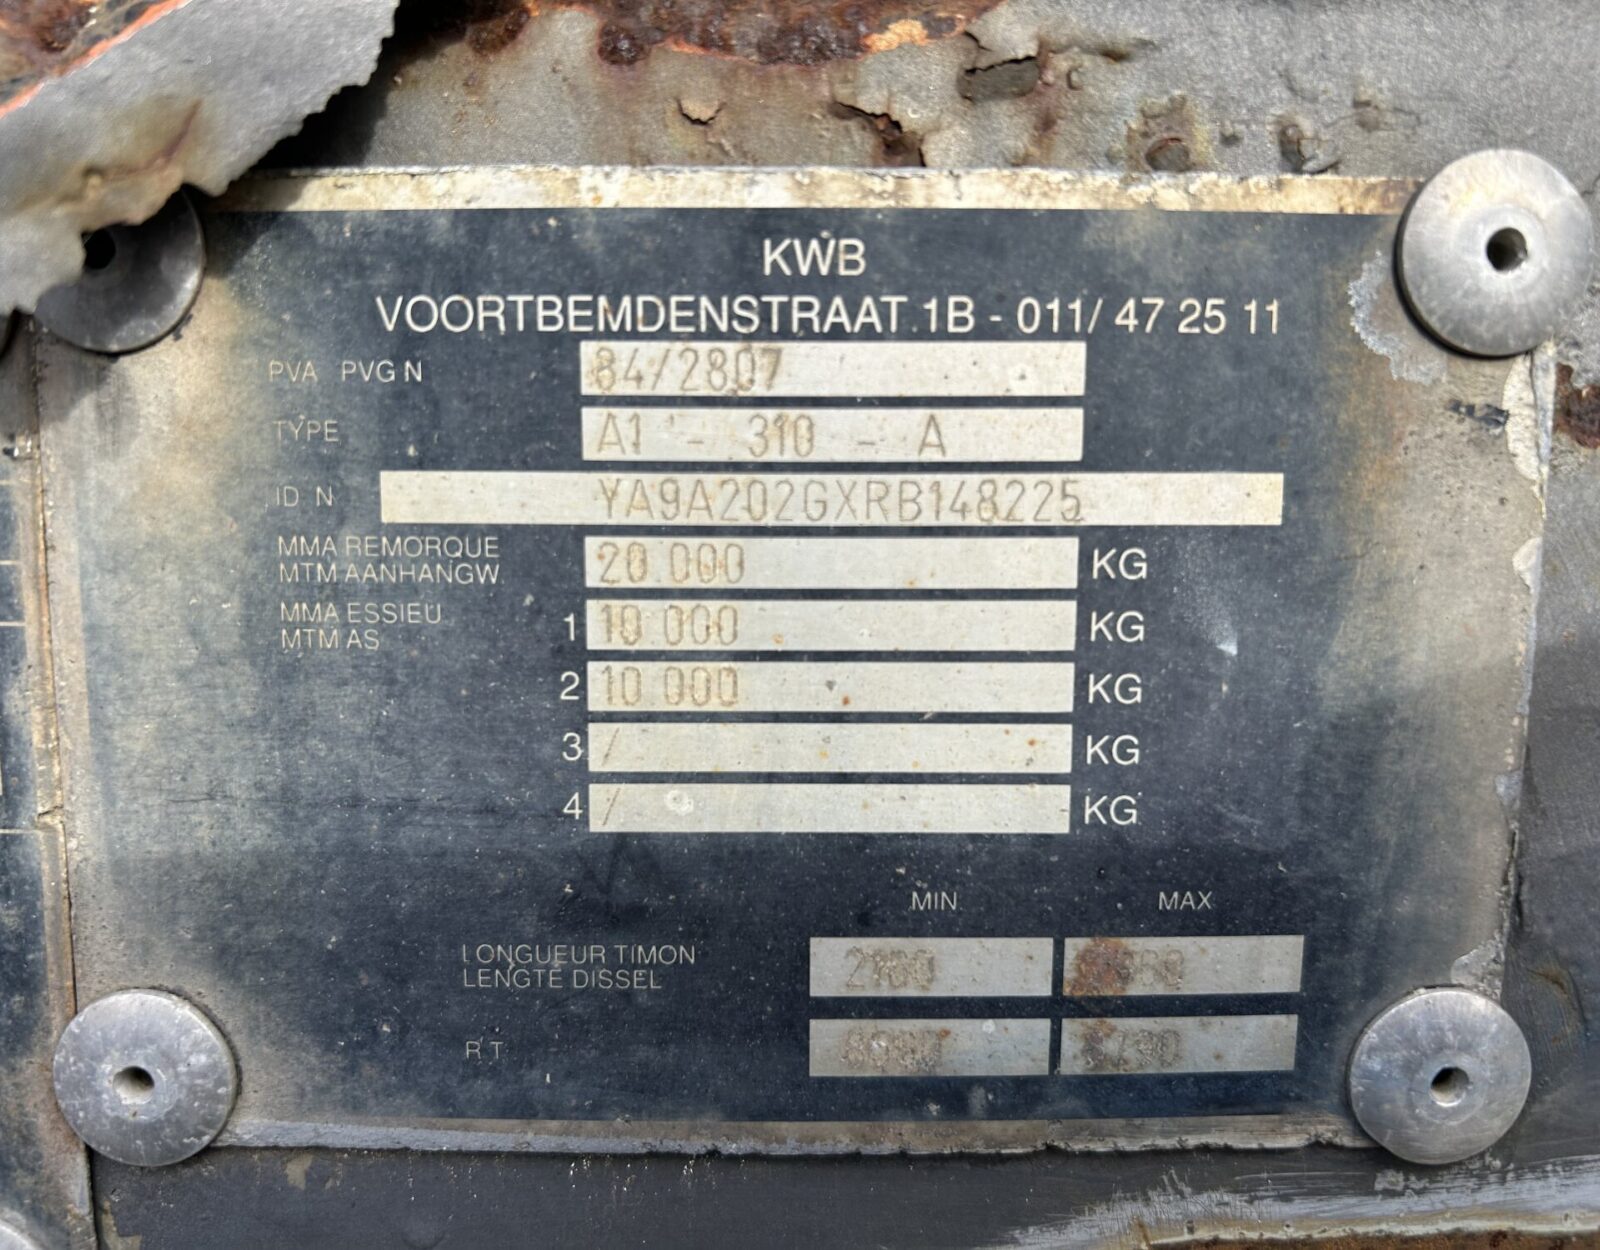 KWB
VOORTBEMDENSTRAAT 1B - 011/ 47 25 11
PVA PVG N 84/2807
TYPE A1 - 310 - A
ID N YA9A202GXRB148225
MMA REMORQUE
MTM AANHANGW. 20.000 KG
MMA ESSIEU
MTM AS
1 10 000 KG
2 10 000 KG
3 / KG
4 / KG
MIN MAX
LONGUEUR TIMON
LENGTE DISSEL
R T